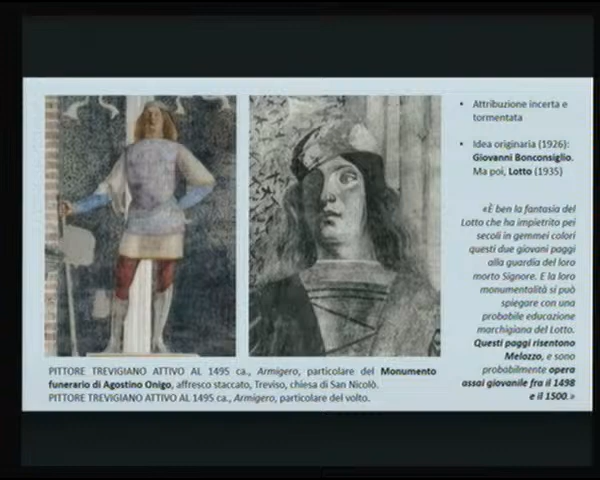 • Attribuzione incerta e
tormentata
• Idea originaria (1926):
Giovanni Bonconsiglio.
Ma poi, Lotto (1935)
«È ben la fantasia del
Lotto che ha impietrito pei
secoli in gemmei colori
questi due giovani paggi
alla guardia del loro
morto Signore. E la loro
monumentalità si può
spiegare con una
probabile educazione
marchigiana del Lotto.
Questi paggi risentono
Melozzo, e sono
probabilmente opera
assai giovanile fra il 1498
e il 1500.»
PITTORE TREVIGIANO ATTIVO AL 1495 ca., Armigero, particolare del Monumento
funerario di Agostino Onigo, affresco staccato, Treviso, chiesa di San Nicolò.
PITTORE TREVIGIANO ATTIVO AL 1495 ca., Armigero, particolare del volto.